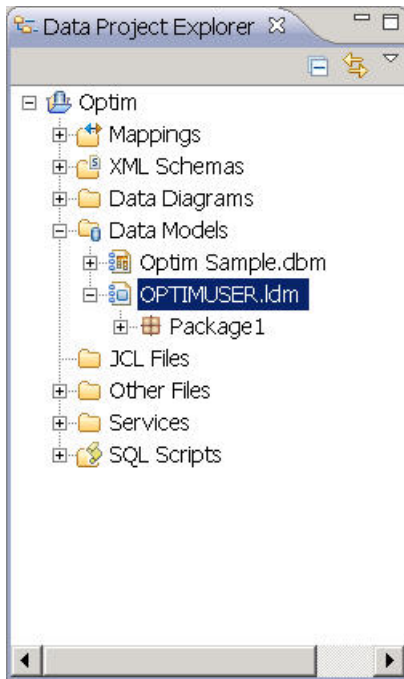 Data Project Explorer
Optim
Mappings
XML Schemas
Data Diagrams
Data Models
Optim Sample.dbm
OPTIMUSER.ldm
Package1
JCL Files
Other Files
Services
SQL Scripts